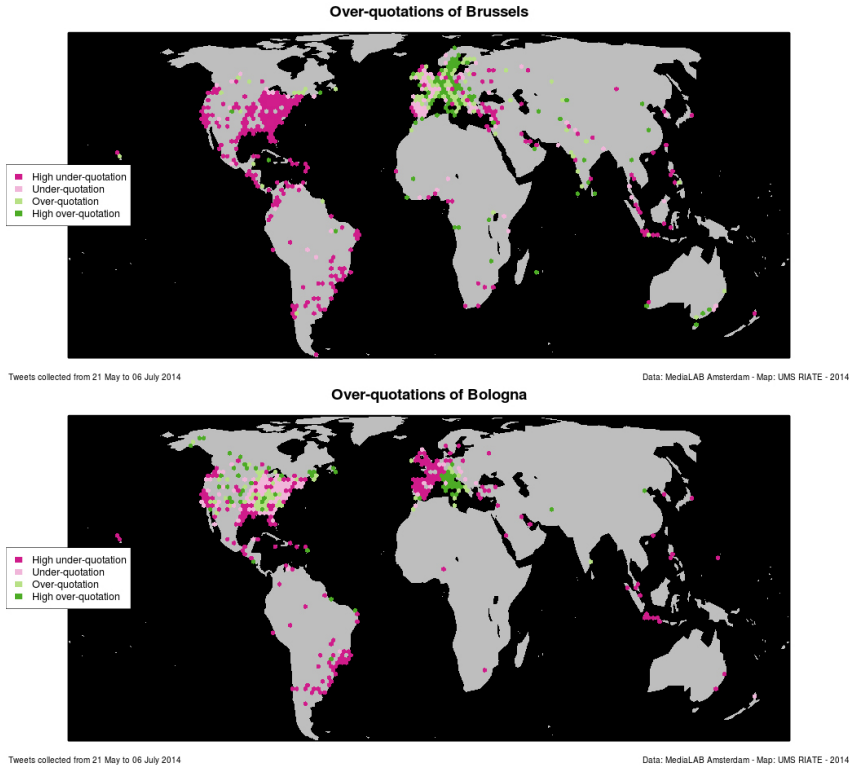 Over-quotations of Brussels
High under-quotation
Under-quotation
Over-quotation
High over-quotation
Tweets collected from 21 May to 06 July 2014
Data: MediaLAB Amsterdam - Map: UMS RIATE - 2014
Over-quotations of Bologna
High under-quotation
Under-quotation
Over-quotation
High over-quotation
Tweets collected from 21 May to 06 July 2014
Data: MediaLAB Amsterdam - Map: UMS RIATE - 2014